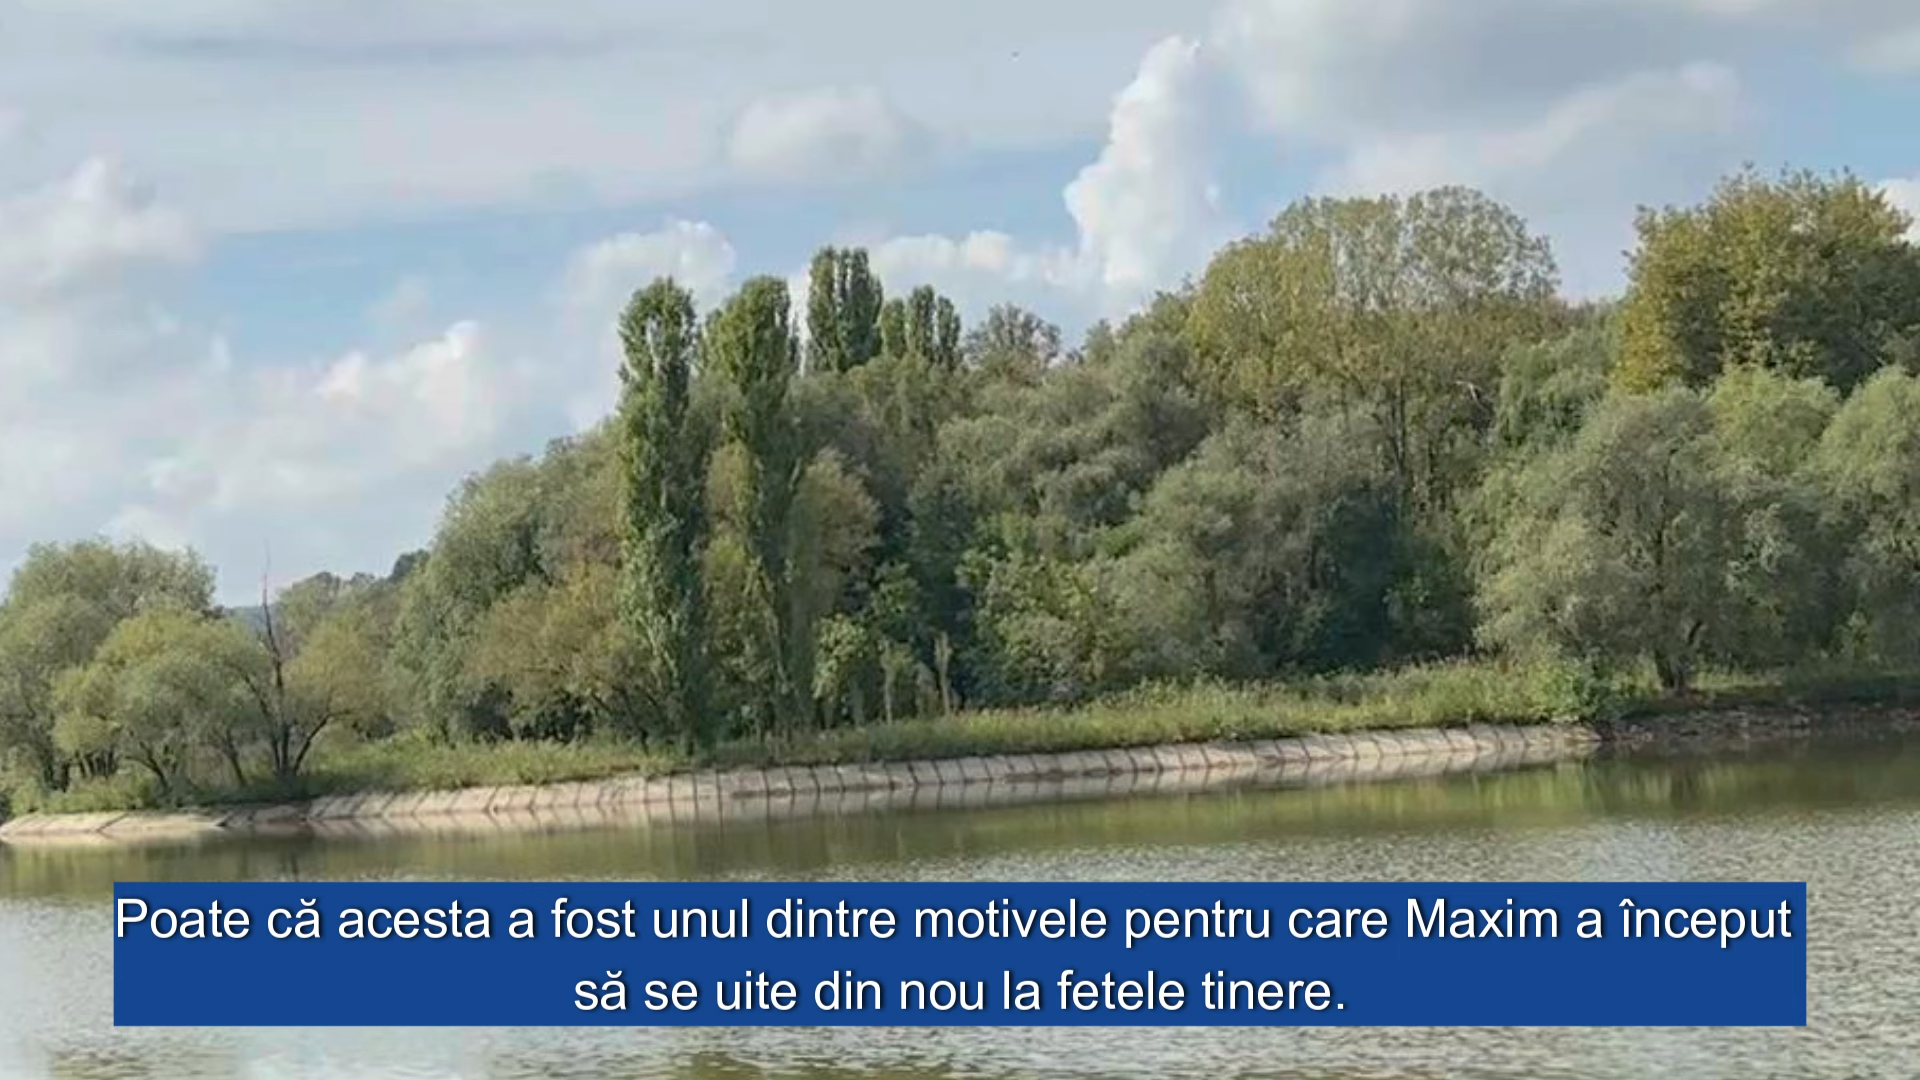 Poate că acesta a fost unul dintre motivele pentru care Maxim a început
să se uite din nou la fetele tinere.